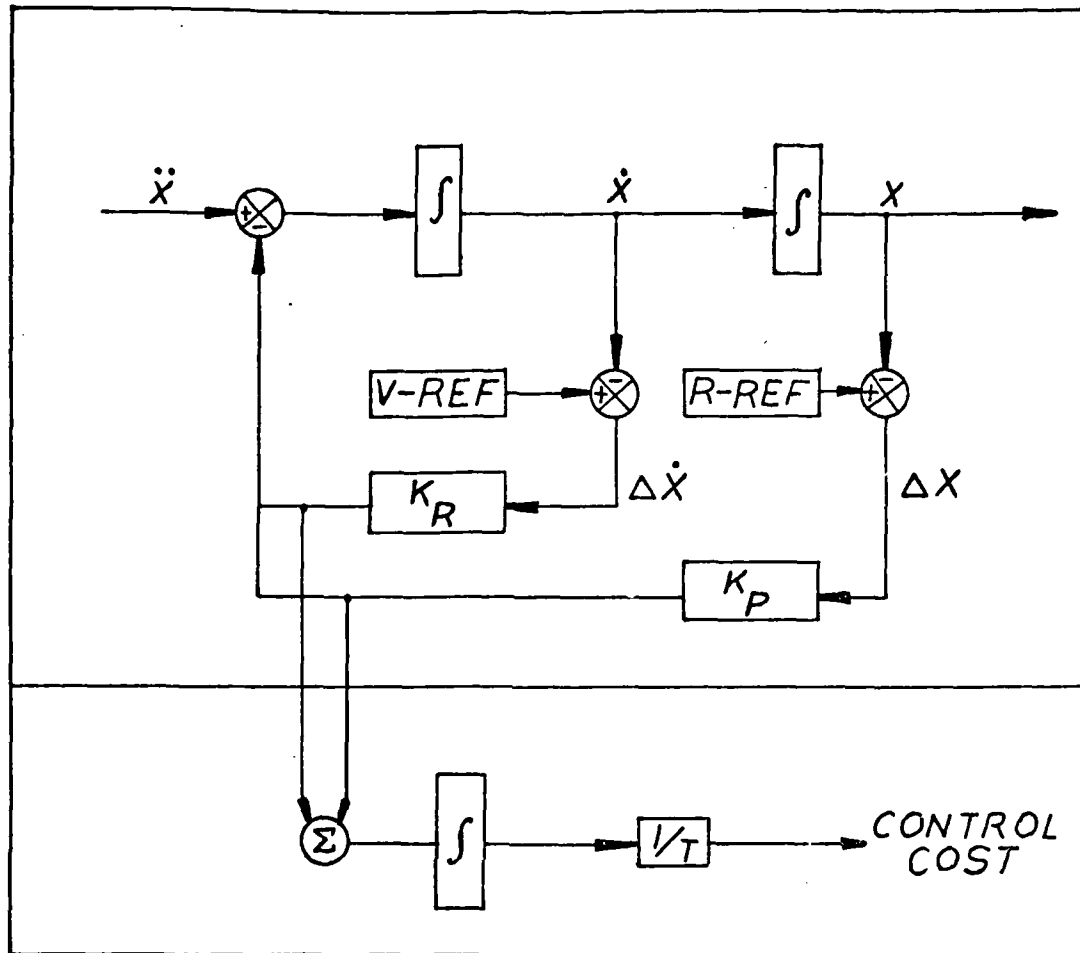 Ẍ
+
−
∫
Ẋ
∫
X
V-REF
+
−
R-REF
+
−
K_R
ΔẊ
ΔX
K_P
Σ
∫
1/T
CONTROL
COST